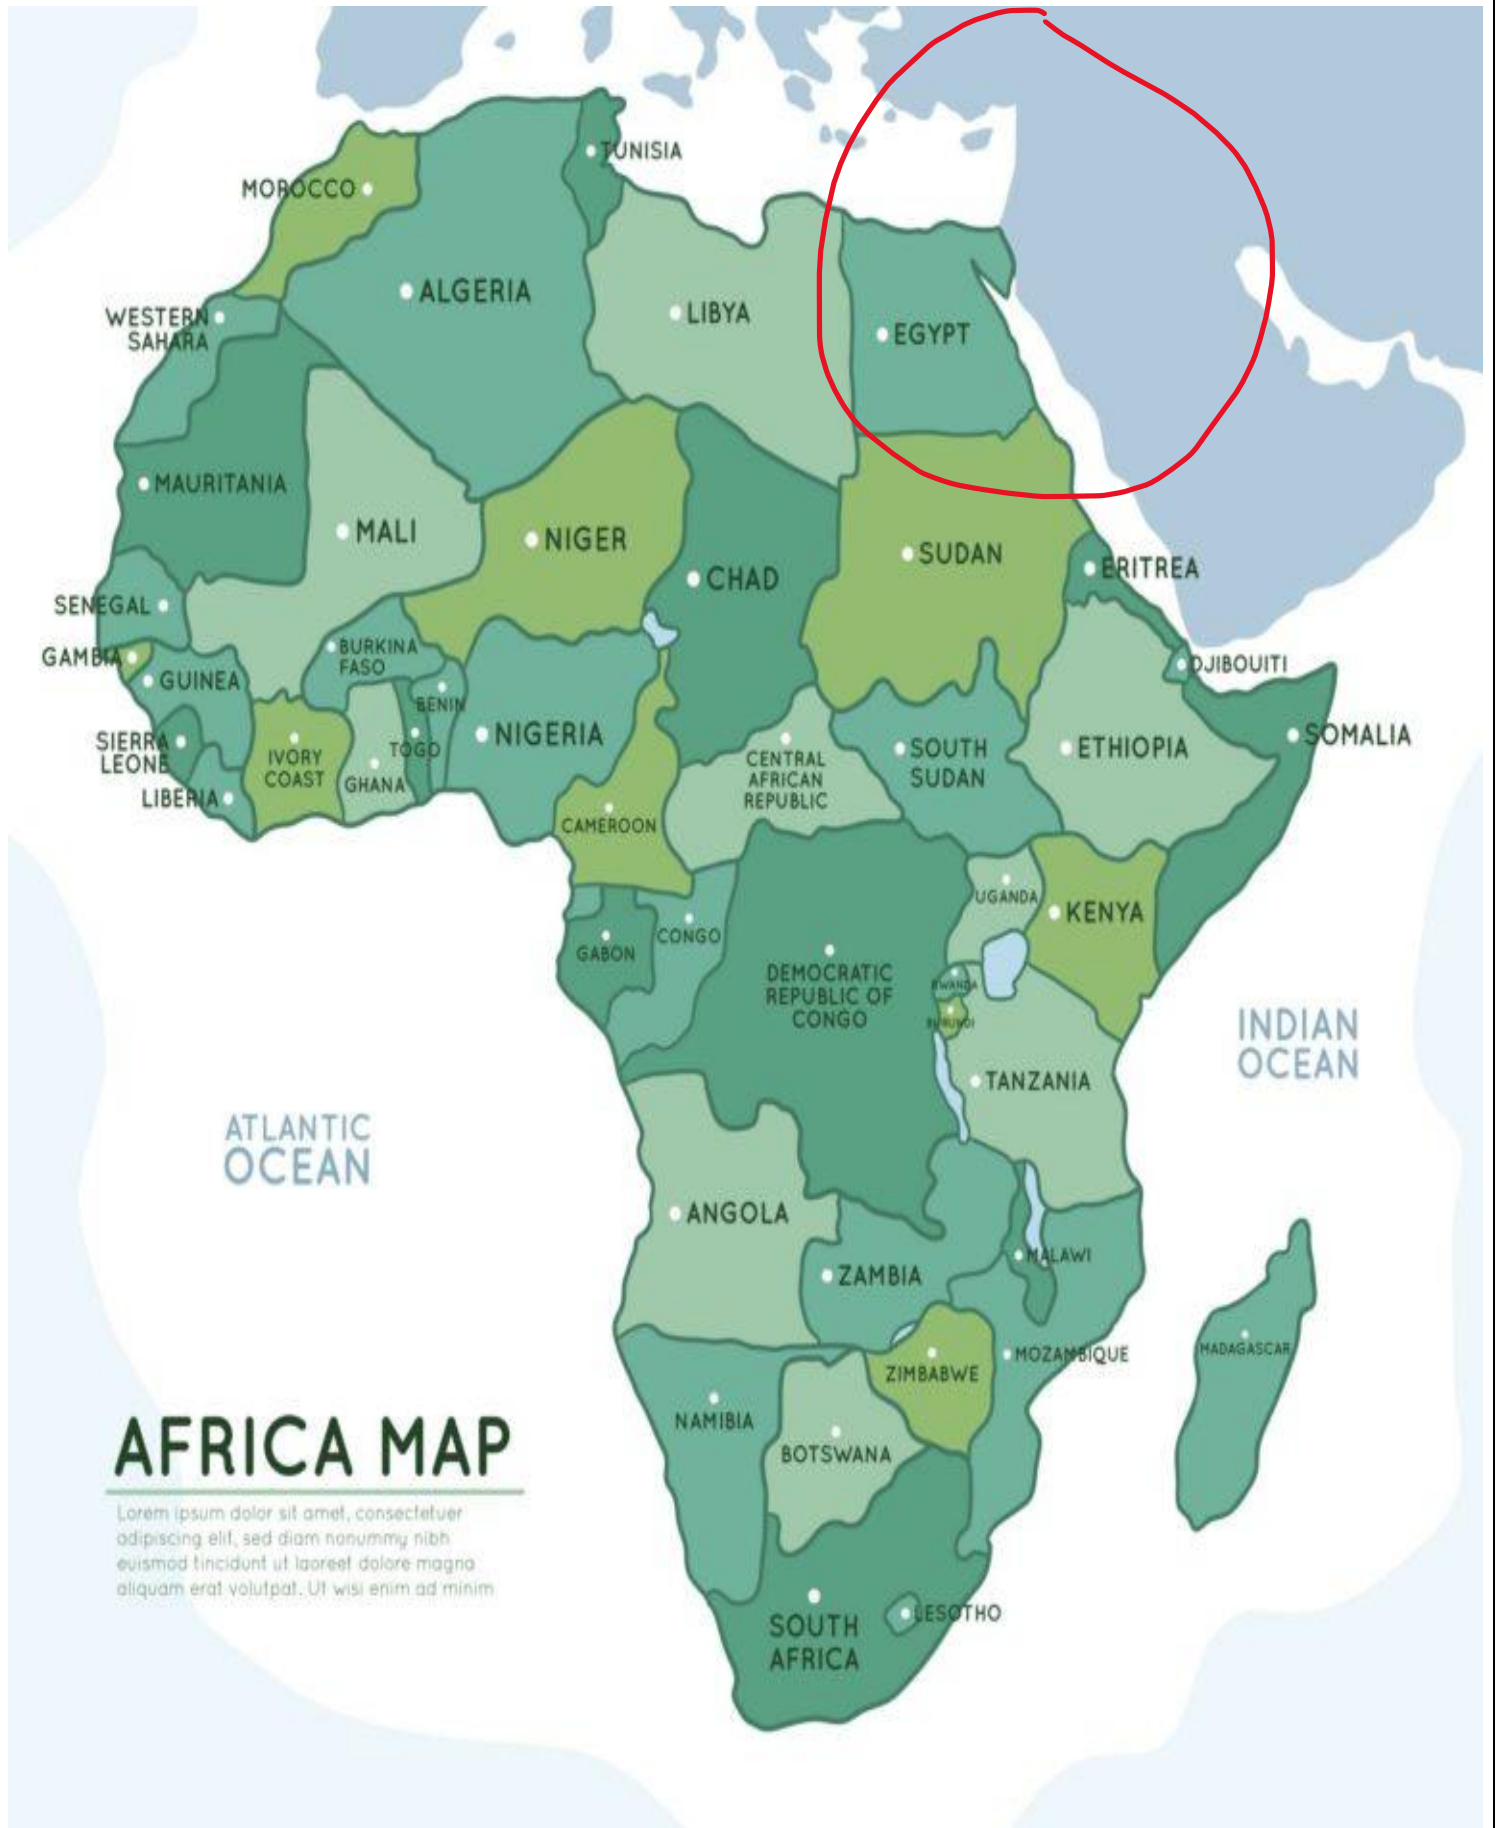 TUNISIA
MOROCCO
ALGERIA
LIBYA
EGYPT
WESTERN
SAHARA
MAURITANIA
MALI
NIGER
CHAD
SUDAN
ERITREA
SENEGAL
GAMBIA
GUINEA
BURKINA
FASO
BENIN
DJIBOUITI
SIERRA
LEONE
IVORY
COAST
TOGO
GHANA
NIGERIA
LIBERIA
CENTRAL
AFRICAN
REPUBLIC
SOUTH
SUDAN
ETHIOPIA
SOMALIA
CAMEROON
UGANDA
KENYA
GABON
CONGO
DEMOCRATIC
REPUBLIC OF
CONGO
RWANDA
BURUNDI
TANZANIA
INDIAN
OCEAN
ATLANTIC
OCEAN
ANGOLA
ZAMBIA
MALAWI
MOZAMBIQUE
MADAGASCAR
ZIMBABWE
NAMIBIA
BOTSWANA
AFRICA MAP
Lorem ipsum dolor sit amet, consectetuer
adipiscing elit, sed diam nonummy nibh
euismod tincidunt ut laoreet dolore magna
aliquam erat volutpat. Ut wisi enim ad minim
SOUTH
AFRICA
LESOTHO